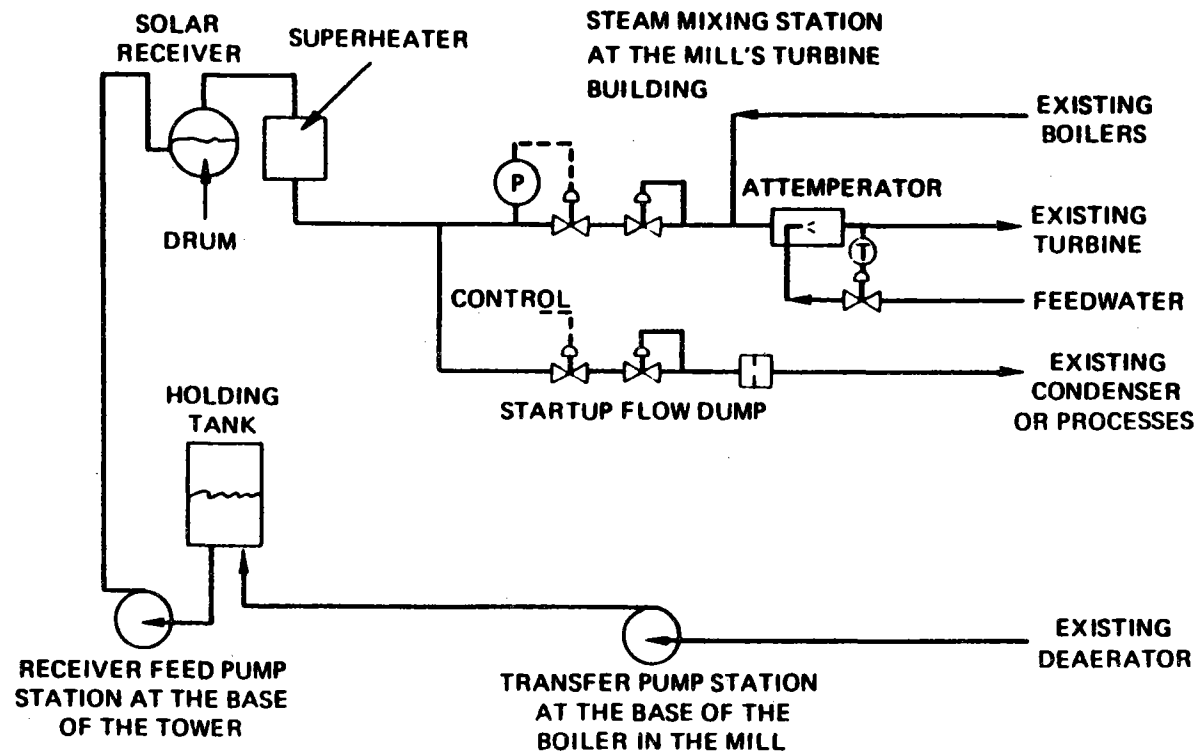 SOLAR
RECEIVER
SUPERHEATER
STEAM MIXING STATION
AT THE MILL'S TURBINE
BUILDING
EXISTING
BOILERS
P
ATTEMPERATOR
EXISTING
TURBINE
T
DRUM
CONTROL
FEEDWATER
EXISTING
CONDENSER
OR PROCESSES
STARTUP FLOW DUMP
HOLDING
TANK
EXISTING
DEAERATOR
RECEIVER FEED PUMP
STATION AT THE BASE
OF THE TOWER
TRANSFER PUMP STATION
AT THE BASE OF THE
BOILER IN THE MILL